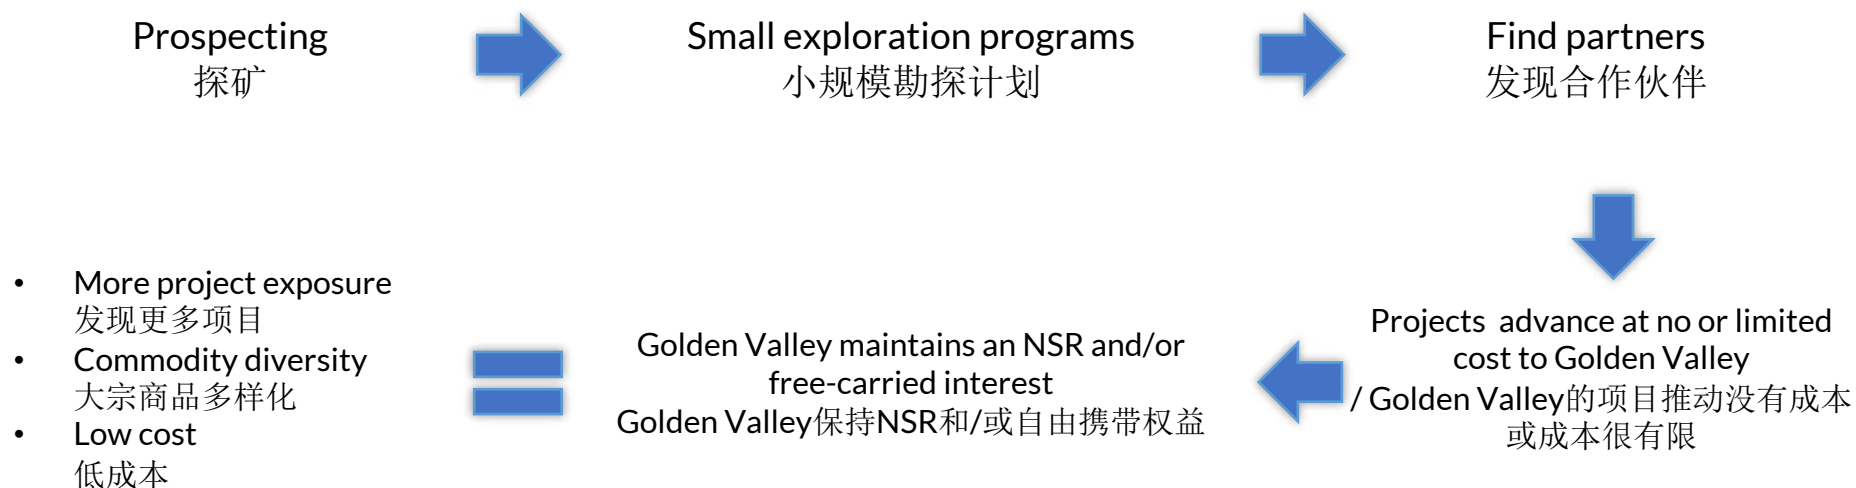 Prospecting
探矿
Small exploration programs
小规模勘探计划
Find partners
发现合作伙伴
Projects advance at no or limited
cost to Golden Valley
/ Golden Valley的项目推动没有成本
或成本很有限
Golden Valley maintains an NSR and/or
free-carried interest
Golden Valley保持NSR和/或自由携带权益
• More project exposure
发现更多项目
• Commodity diversity
大宗商品多样化
• Low cost
低成本